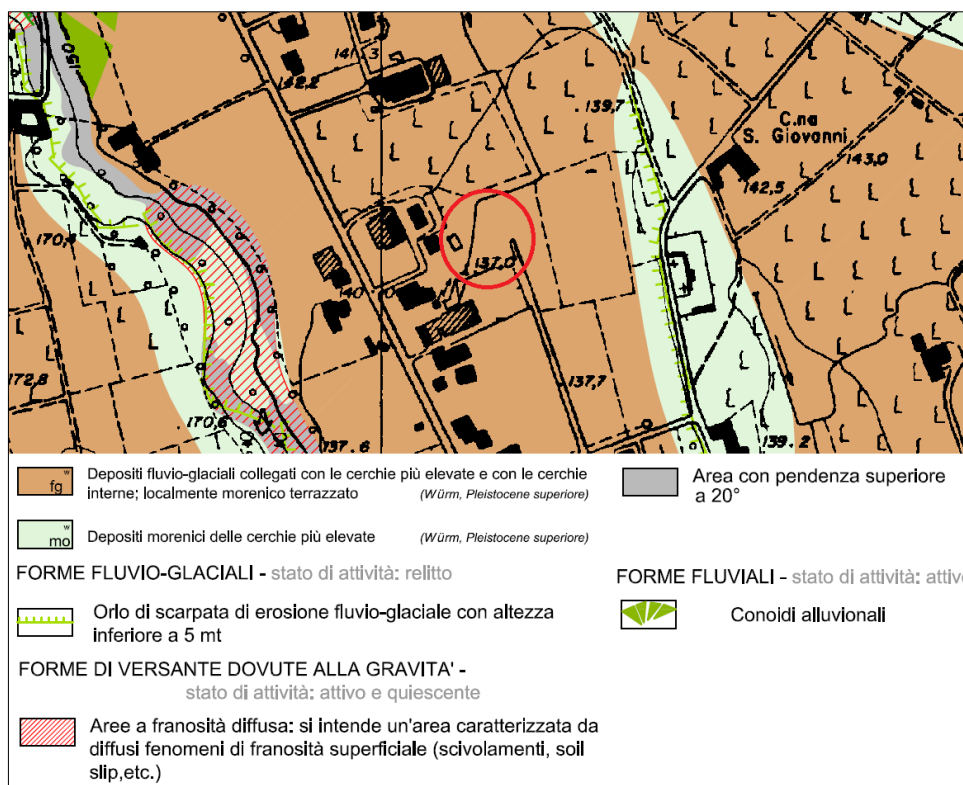 150
141.3
142,2
139,7
C.na
S. Giovanni
143,0
142,5
170,
137.0
140.0
172,8
137,7
170,6
137.6
139.2
w
fg
Depositi fluvio-glaciali collegati con le cerchie più elevate e con le cerchie
interne; localmente morenico terrazzato (Würm, Pleistocene superiore)
Area con pendenza superiore
a 20°
w
mo
Depositi morenici delle cerchie più elevate (Würm, Pleistocene superiore)
FORME FLUVIO-GLACIALI - stato di attività: relitto
FORME FLUVIALI - stato di attività: attivo
Orlo di scarpata di erosione fluvio-glaciale con altezza
inferiore a 5 mt
Conoidi alluvionali
FORME DI VERSANTE DOVUTE ALLA GRAVITA' -
stato di attività: attivo e quiescente
Aree a franosità diffusa: si intende un'area caratterizzata da
diffusi fenomeni di franosità superficiale (scivolamenti, soil
slip,etc.)